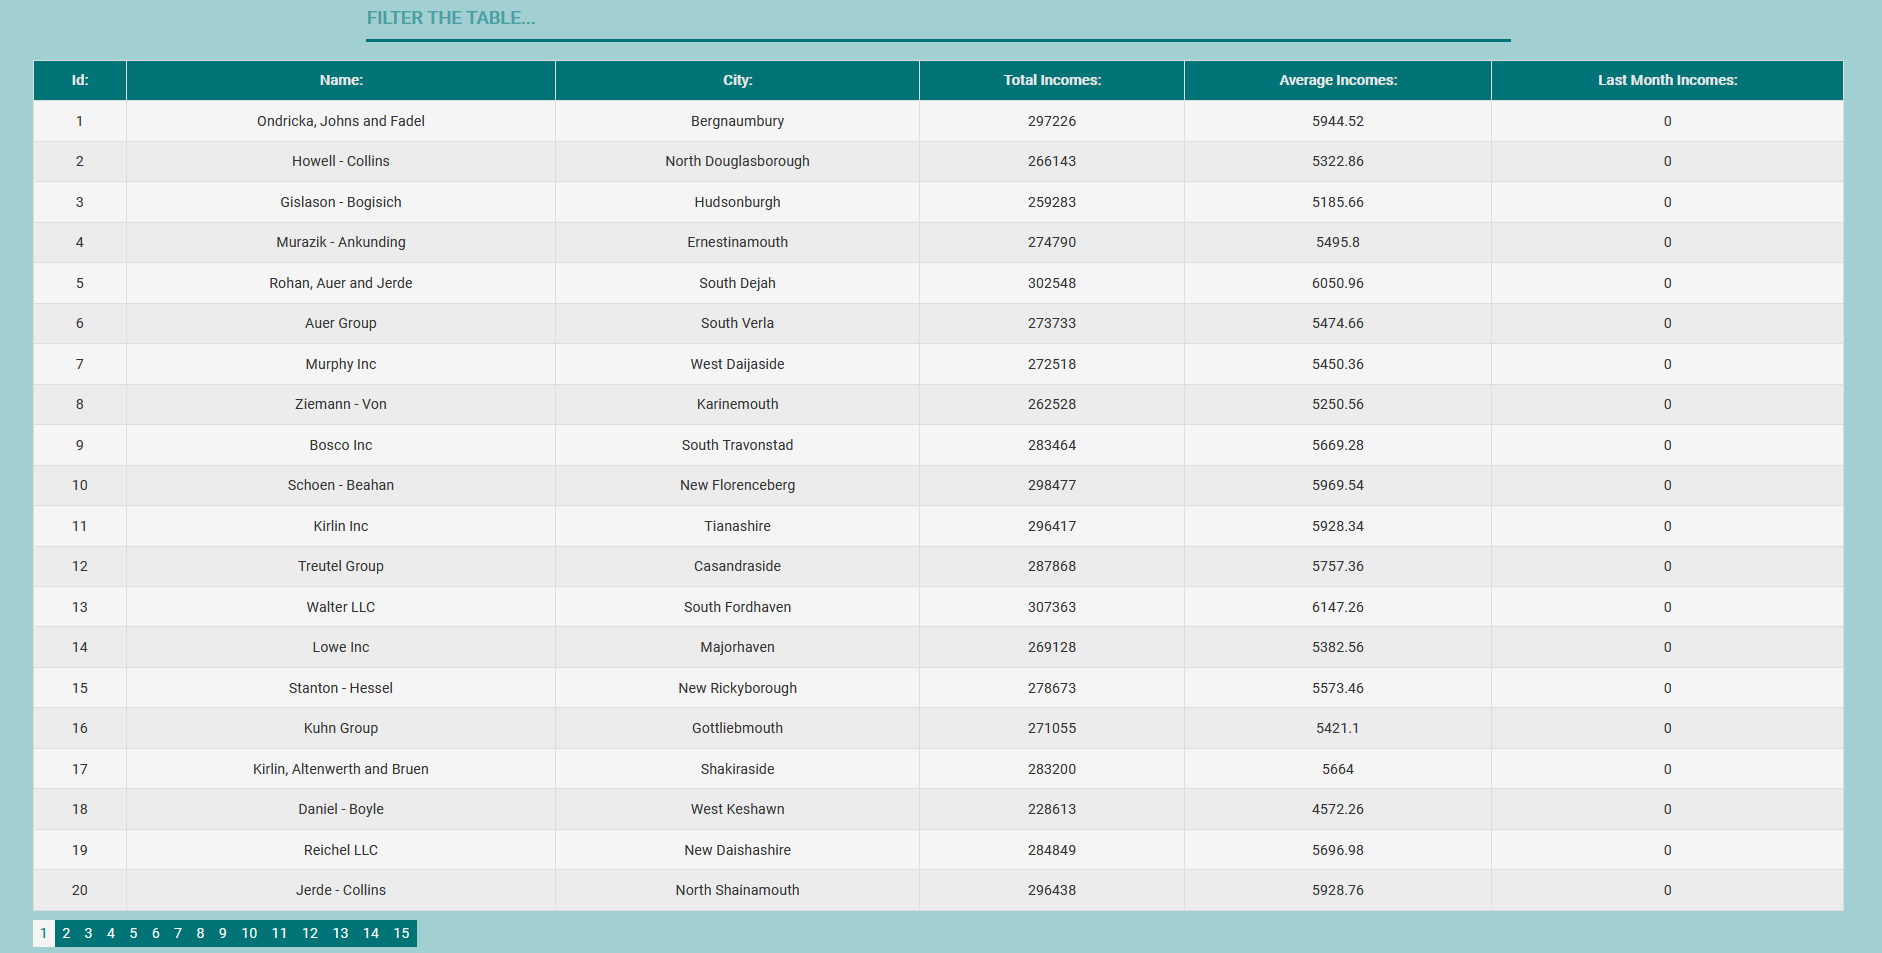 FILTER THE TABLE...
Id: Name: City: Total Incomes: Average Incomes: Last Month Incomes:
1 Ondricka, Johns and Fadel Bergnaumbury 297226 5944.52 0
2 Howell - Collins North Douglasborough 266143 5322.86 0
3 Gislason - Bogisich Hudsonburgh 259283 5185.66 0
4 Murazik - Ankunding Ernestinamouth 274790 5495.8 0
5 Rohan, Auer and Jerde South Dejah 302548 6050.96 0
6 Auer Group South Verla 273733 5474.66 0
7 Murphy Inc West Daijaside 272518 5450.36 0
8 Ziemann - Von Karinemouth 262528 5250.56 0
9 Bosco Inc South Travonstad 283464 5669.28 0
10 Schoen - Beahan New Florenceberg 298477 5969.54 0
11 Kirlin Inc Tianashire 296417 5928.34 0
12 Treutel Group Casandraside 287868 5757.36 0
13 Walter LLC South Fordhaven 307363 6147.26 0
14 Lowe Inc Majorhaven 269128 5382.56 0
15 Stanton - Hessel New Rickyborough 278673 5573.46 0
16 Kuhn Group Gottliebmouth 271055 5421.1 0
17 Kirlin, Altenwerth and Bruen Shakiraside 283200 5664 0
18 Daniel - Boyle West Keshawn 228613 4572.26 0
19 Reichel LLC New Daishashire 284849 5696.98 0
20 Jerde - Collins North Shainamouth 296438 5928.76 0
1 2 3 4 5 6 7 8 9 10 11 12 13 14 15